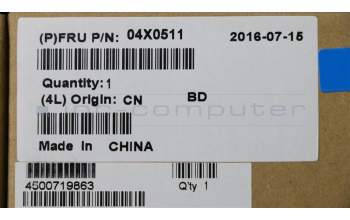 (P)FRU P/N: 04X0511 2016-07-15
Quantity:1
(4L) Origin: CN BD
Made in CHINA
4500719863 Q'ty 1